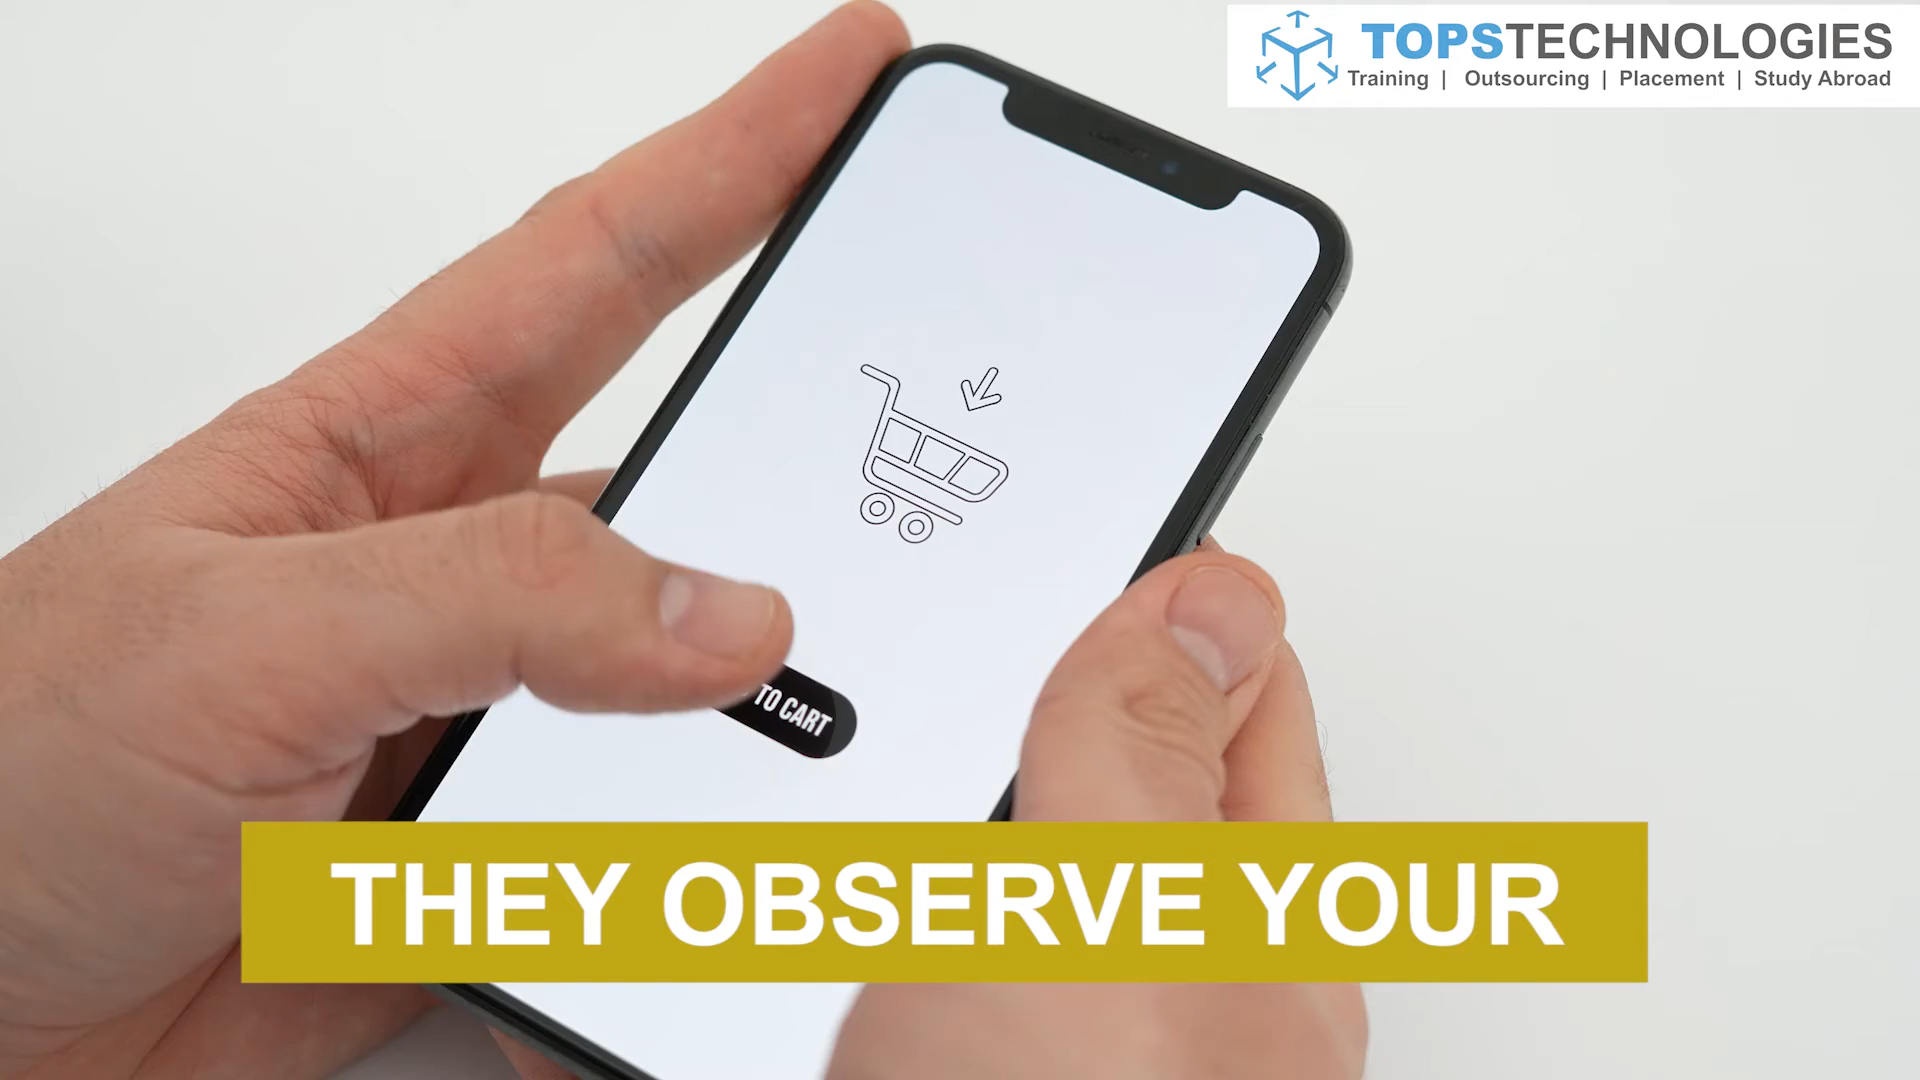 TOPSTECHNOLOGIES
Training | Outsourcing | Placement | Study Abroad
TO CART
THEY OBSERVE YOUR